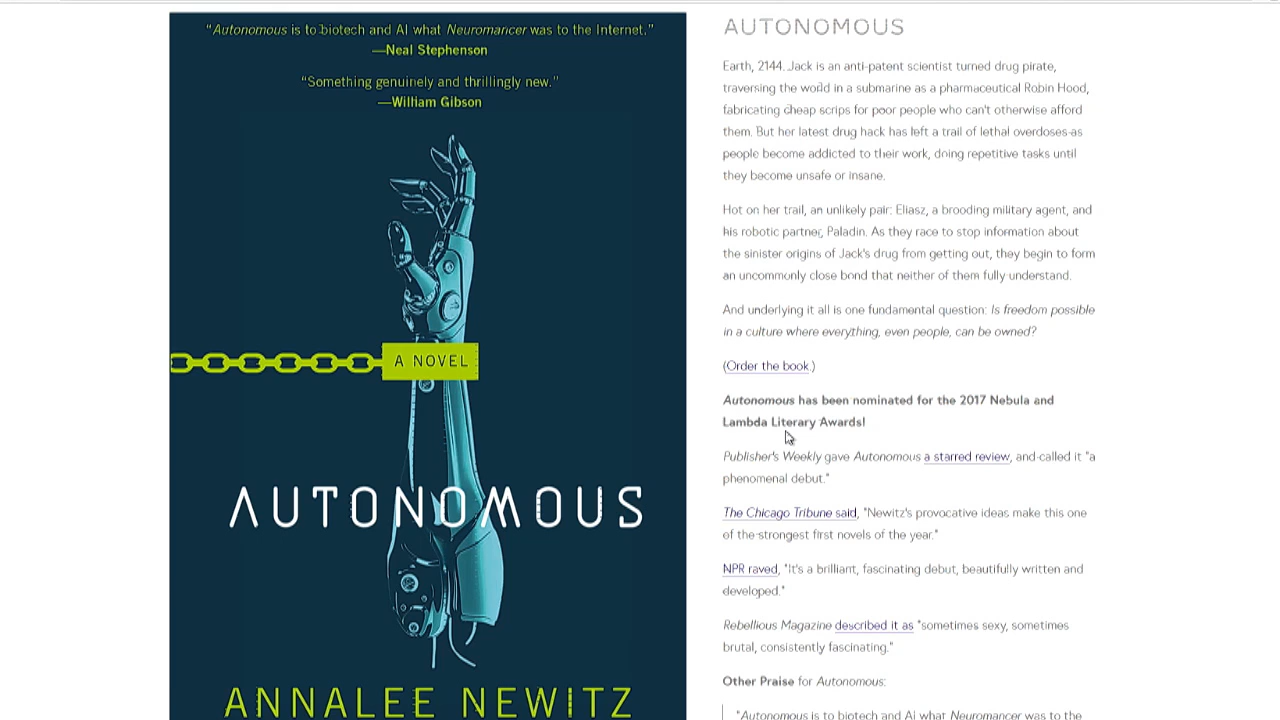 “Autonomous is to biotech and AI what Neuromancer was to the Internet.”
—Neal Stephenson
“Something genuinely and thrillingly new.”
—William Gibson
A NOVEL
AUTONOMOUS
ANNALEE NEWITZ
AUTONOMOUS
Earth, 2144. Jack is an anti-patent scientist turned drug pirate,
traversing the world in a submarine as a pharmaceutical Robin Hood,
fabricating cheap scrips for poor people who can't otherwise afford
them. But her latest drug hack has left a trail of lethal overdoses as
people become addicted to their work, doing repetitive tasks until
they become unsafe or insane.
Hot on her trail, an unlikely pair: Eliasz, a brooding military agent, and
his robotic partner, Paladin. As they race to stop information about
the sinister origins of Jack's drug from getting out, they begin to form
an uncommonly close bond that neither of them fully understand.
And underlying it all is one fundamental question: Is freedom possible
in a culture where everything, even people, can be owned?
(Order the book.)
Autonomous has been nominated for the 2017 Nebula and
Lambda Literary Awards!
Publisher's Weekly gave Autonomous a starred review, and called it "a
phenomenal debut."
The Chicago Tribune said, "Newitz's provocative ideas make this one
of the strongest first novels of the year."
NPR raved, "It's a brilliant, fascinating debut, beautifully written and
developed."
Rebellious Magazine described it as "sometimes sexy, sometimes
brutal, consistently fascinating."
Other Praise for Autonomous:
"Autonomous is to biotech and AI what Neuromancer was to the